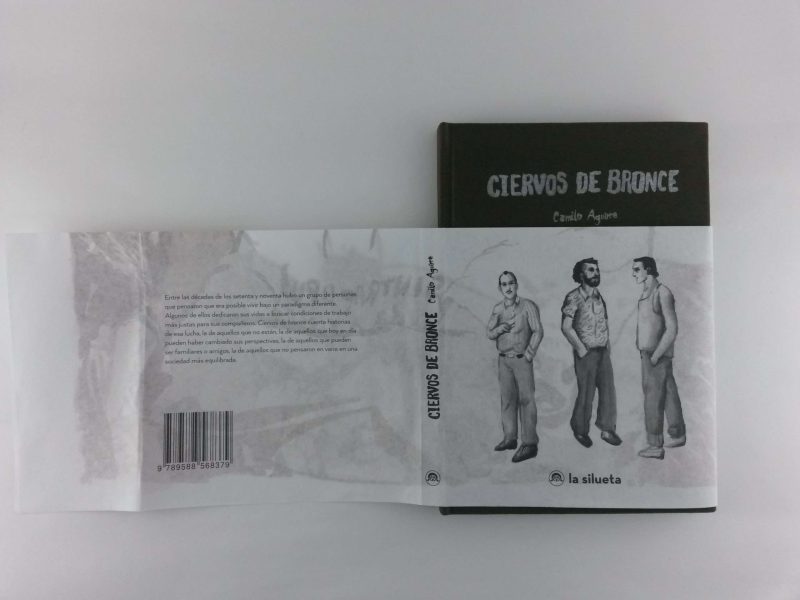 CIERVOS DE BRONCE
Camilo Aguirre
Entre las décadas de los setenta y noventa hubo un grupo de personas
que pensaron que era posible vivir bajo un paradigma diferente.
Algunos de ellos dedicaron sus vidas a buscar condiciones de trabajo
más justas para sus compañeros. Ciervos de bronce cuenta historias
de esa lucha, la de aquellos que no están, la de aquellos que hoy en día
pueden haber cambiado sus perspectivas, la de aquellos que pueden
ser familiares o amigos, la de aquellos que no pensaron en vano en una
sociedad más equilibrada.
9 789588 568379
CIERVOS DE BRONCE Camilo Aguirre
la silueta